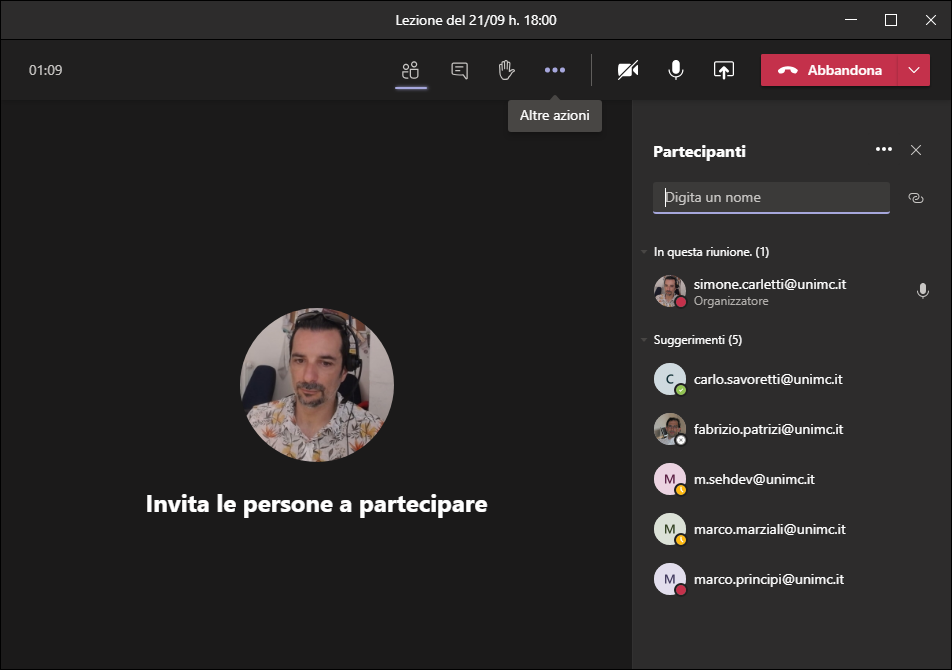 Lezione del 21/09 h. 18:00
01:09
Abbandona
Altre azioni
Partecipanti
Digita un nome
In questa riunione. (1)
simone.carletti@unimc.it
Organizzatore
Suggerimenti (5)
C carlo.savoretti@unimc.it
fabrizio.patrizi@unimc.it
M m.sehdev@unimc.it
M marco.marziali@unimc.it
M marco.principi@unimc.it
Invita le persone a partecipare